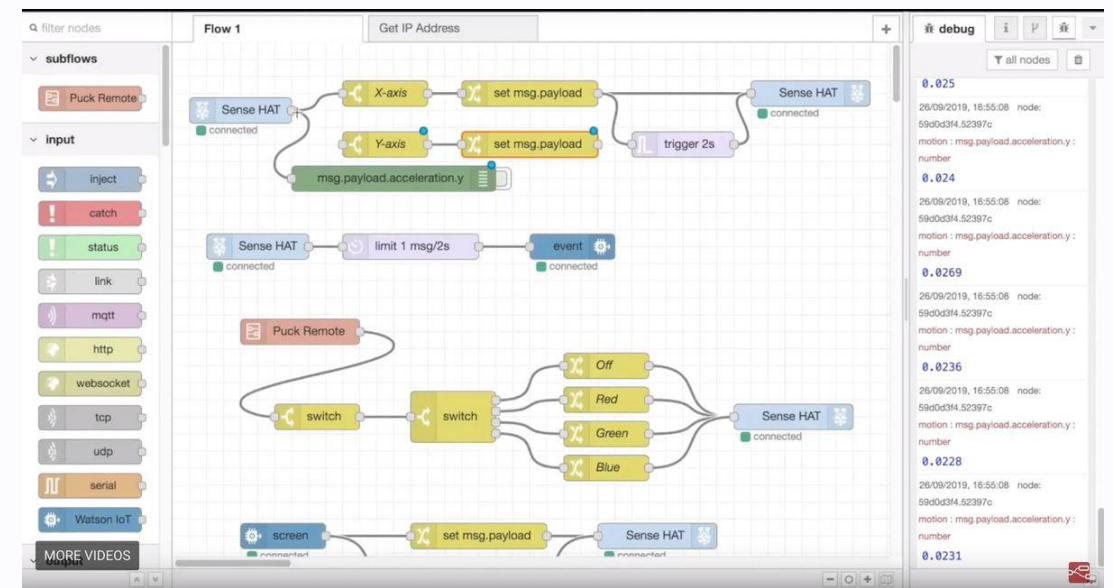 filter nodes
subflows
Puck Remote
input
inject
catch
status
link
mqtt
http
websocket
tcp
udp
serial
Watson IoT
MORE VIDEOS
Flow 1
Get IP Address
Sense HAT
connected
X-axis
set msg.payload
Sense HAT
connected
Y-axis
set msg.payload
trigger 2s
msg.payload.acceleration.y
Sense HAT
connected
limit 1 msg/2s
event
connected
Puck Remote
switch
switch
Off
Red
Green
Blue
Sense HAT
connected
screen
connected
set msg.payload
Sense HAT
connected
debug
all nodes
0.025
26/09/2019, 16:55:08 node:
59d0d3f4.52397c
motion : msg.payload.acceleration.y :
number
0.024
26/09/2019, 16:55:08 node:
59d0d3f4.52397c
motion : msg.payload.acceleration.y :
number
0.0269
26/09/2019, 16:55:08 node:
59d0d3f4.52397c
motion : msg.payload.acceleration.y :
number
0.0236
26/09/2019, 16:55:08 node:
59d0d3f4.52397c
motion : msg.payload.acceleration.y :
number
0.0228
26/09/2019, 16:55:08 node:
59d0d3f4.52397c
motion : msg.payload.acceleration.y :
number
0.0231